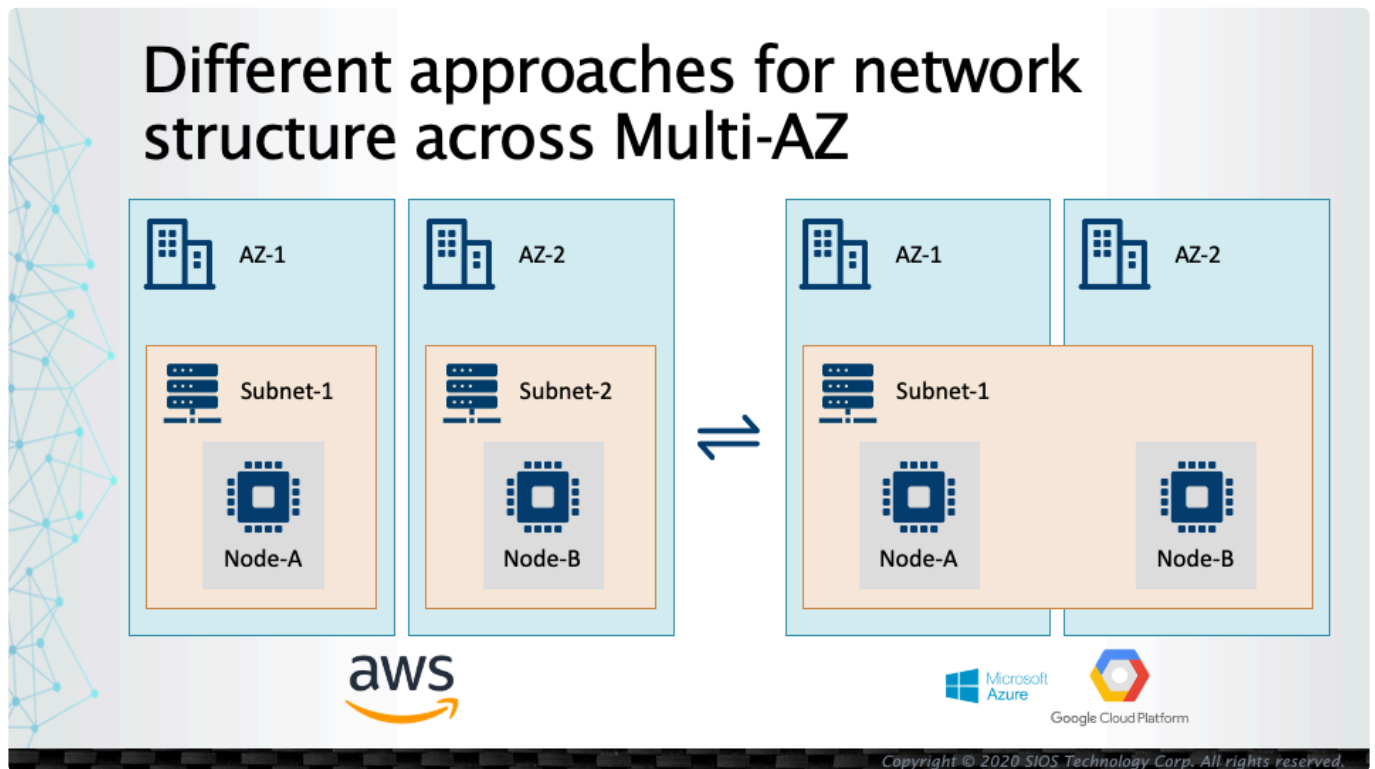 Different approaches for network
structure across Multi-AZ
AZ-1
AZ-2
AZ-1
AZ-2
Subnet-1
Subnet-2
Subnet-1
Node-A
Node-B
Node-A
Node-B
aws
Microsoft
Azure
Google Cloud Platform
Copyright © 2020 SIOS Technology Corp. All rights reserved.